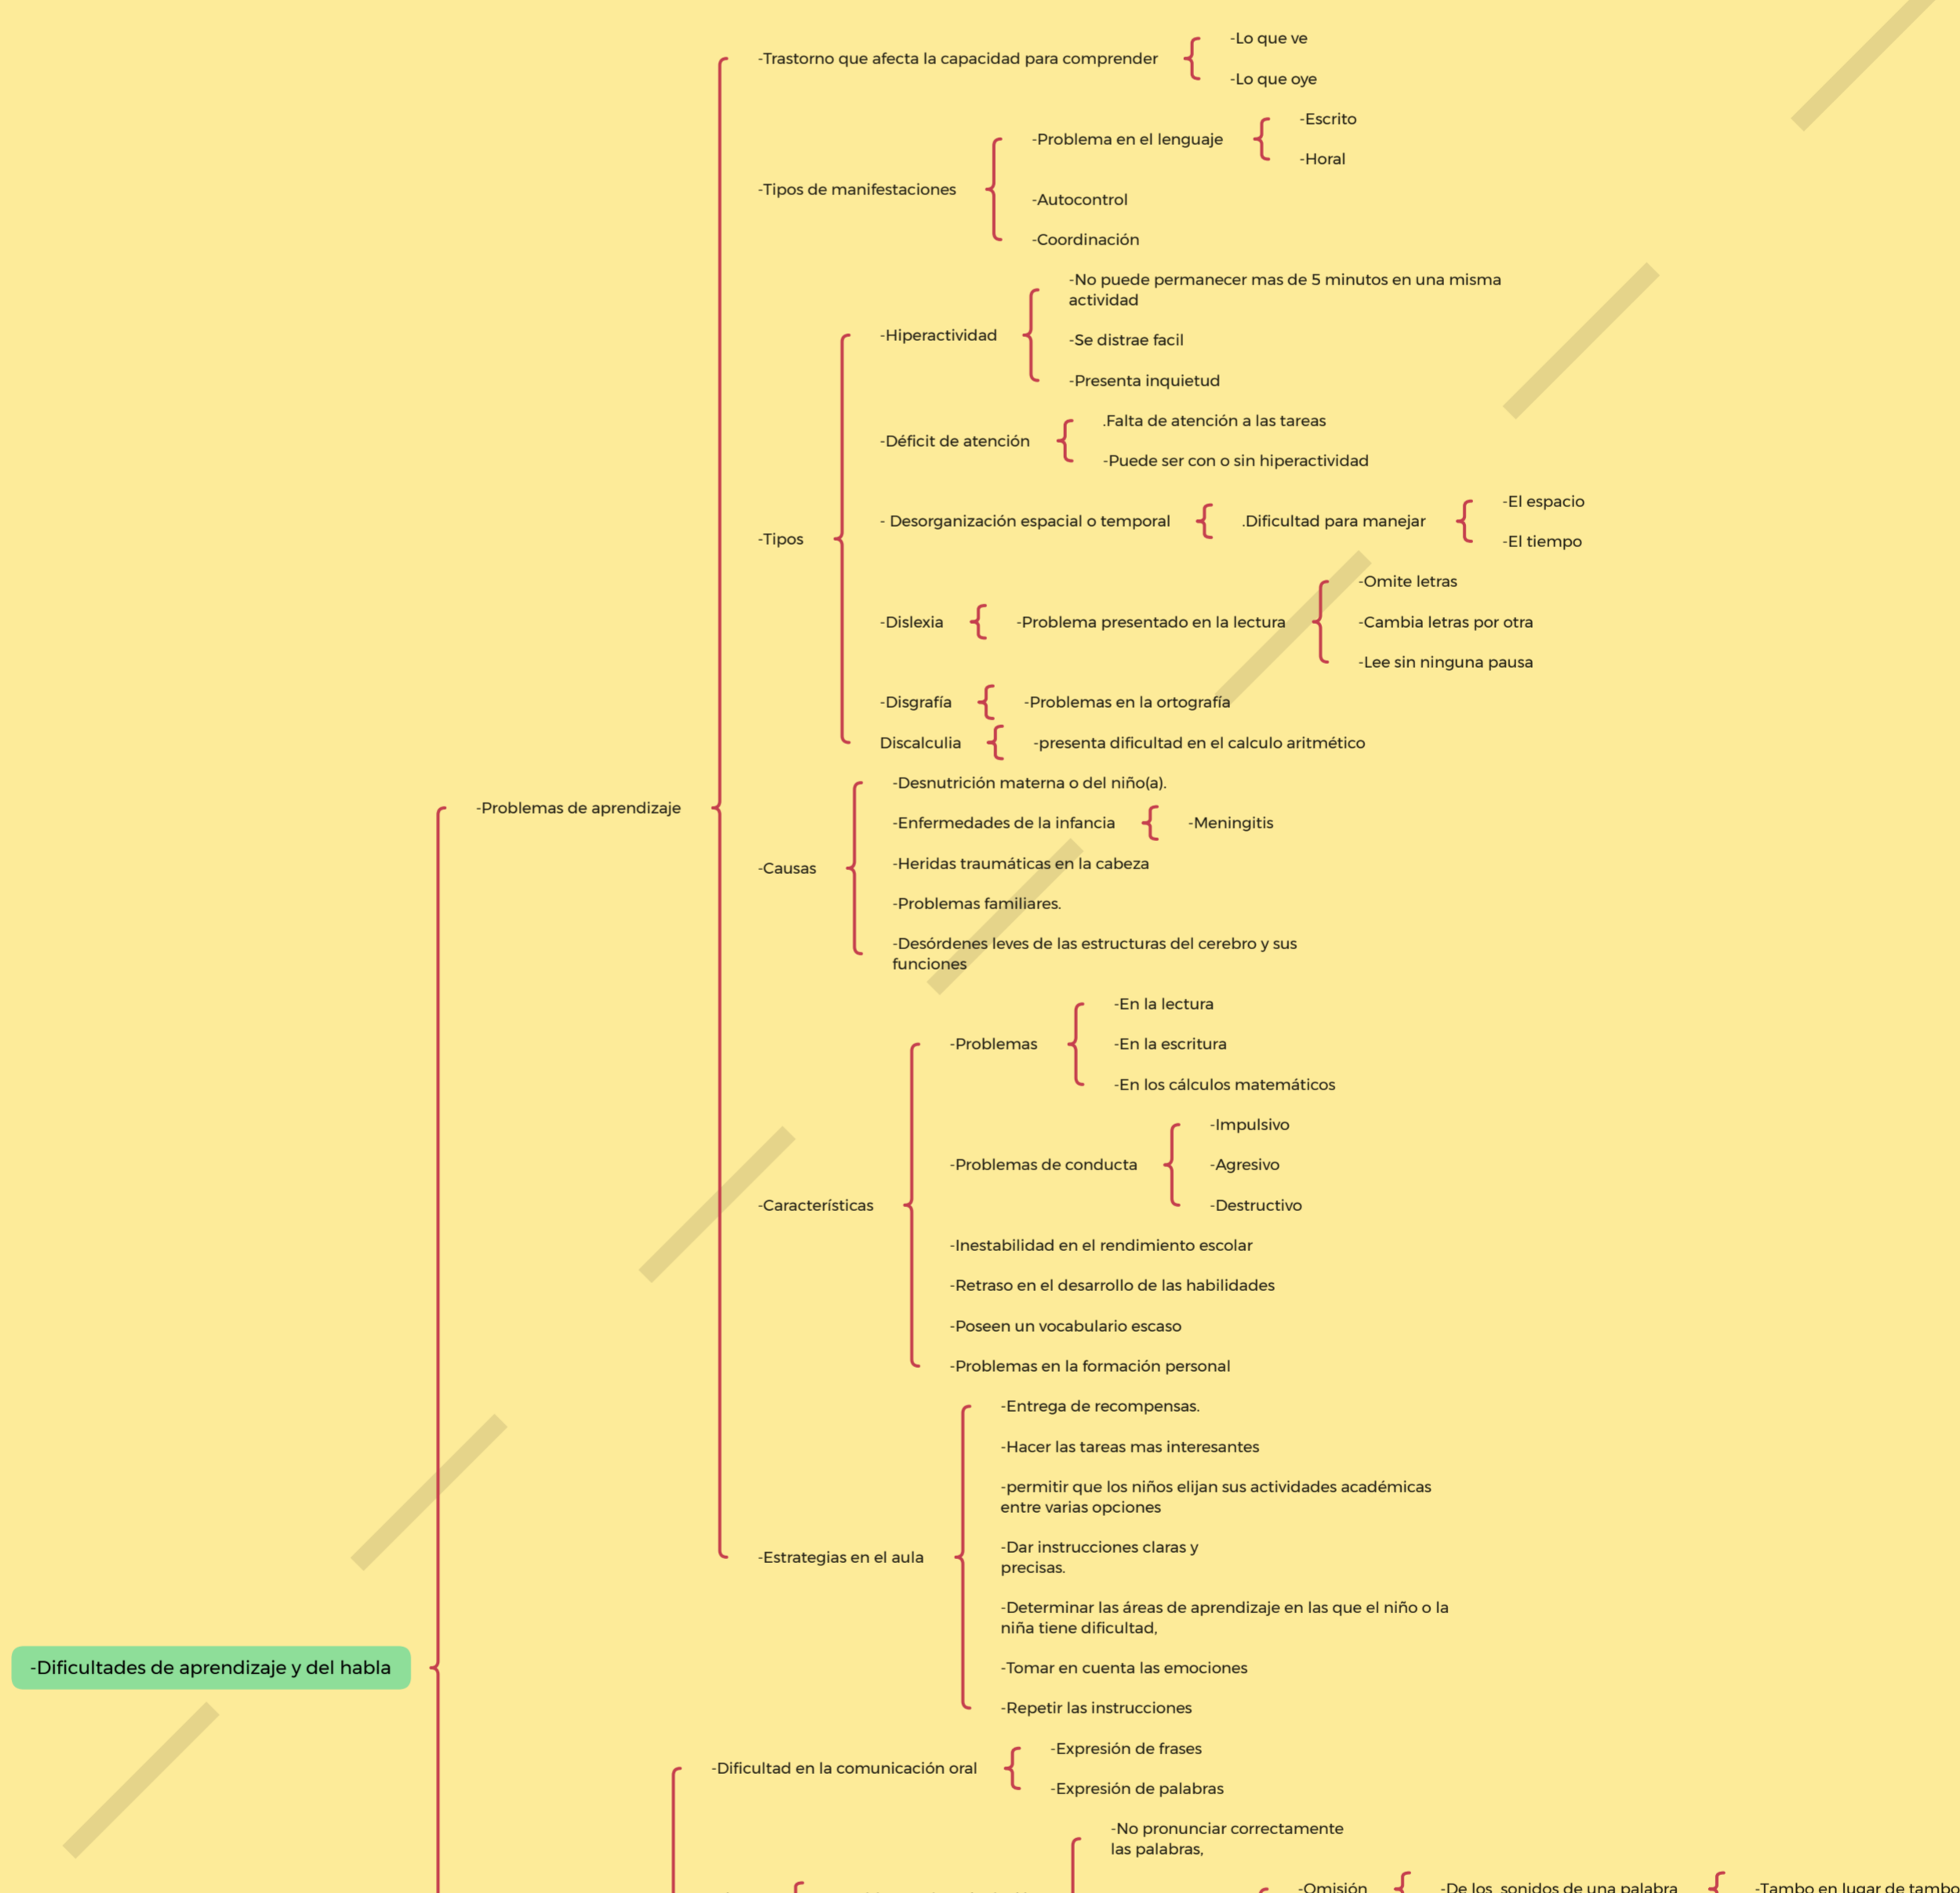 -Lo que ve
-Trastorno que afecta la capacidad para comprender
-Lo que oye
-Escrito
-Problema en el lenguaje
-Horal
-Tipos de manifestaciones
-Autocontrol
-Coordinación
-No puede permanecer mas de 5 minutos en una misma
actividad
-Hiperactividad
-Se distrae facil
-Presenta inquietud
.Falta de atención a las tareas
-Déficit de atención
-Puede ser con o sin hiperactividad
-El espacio
- Desorganización espacial o temporal
.Dificultad para manejar
-Tipos
-El tiempo
-Omite letras
-Dislexia
-Problema presentado en la lectura
-Cambia letras por otra
-Lee sin ninguna pausa
-Disgrafía
-Problemas en la ortografía
Discalculia
-presenta dificultad en el calculo aritmético
-Desnutrición materna o del niño(a).
-Problemas de aprendizaje
-Enfermedades de la infancia
-Meningitis
-Causas
-Heridas traumáticas en la cabeza
-Problemas familiares.
-Desórdenes leves de las estructuras del cerebro y sus
funciones
-En la lectura
-Problemas
-En la escritura
-En los cálculos matemáticos
-Impulsivo
-Problemas de conducta
-Agresivo
-Características
-Destructivo
-Inestabilidad en el rendimiento escolar
-Retraso en el desarrollo de las habilidades
-Poseen un vocabulario escaso
-Problemas en la formación personal
-Entrega de recompensas.
-Hacer las tareas mas interesantes
-permitir que los niños elijan sus actividades académicas
entre varias opciones
-Estrategias en el aula
-Dar instrucciones claras y
precisas.
-Determinar las áreas de aprendizaje en las que el niño o la
niña tiene dificultad,
-Dificultades de aprendizaje y del habla
-Tomar en cuenta las emociones
-Repetir las instrucciones
-Expresión de frases
-Dificultad en la comunicación oral
-Expresión de palabras
-No pronunciar correctamente
las palabras,
-Omisión
-De los sonidos de una palabra
-Tambo en lugar de